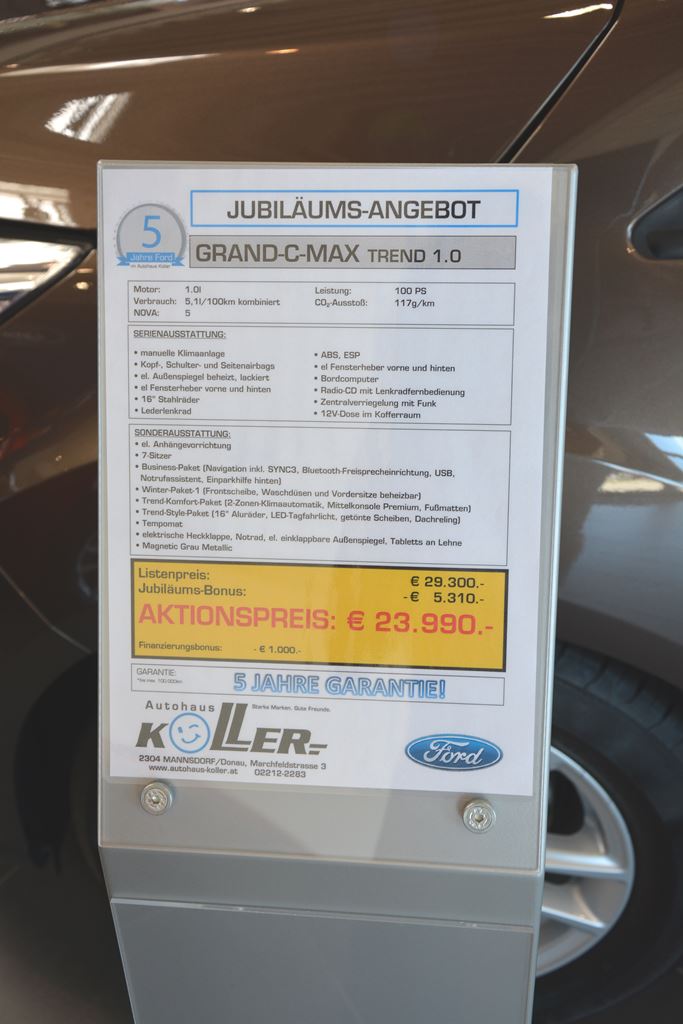 JUBILÄUMS-ANGEBOT
5
Jahre Ford
im Autohaus Koller
GRAND-C-MAX TREND 1.0
Motor: 1.0l Leistung: 100 PS
Verbrauch: 5,1l/100km kombiniert CO₂-Ausstoß: 117g/km
NOVA: 5
SERIENAUSSTATTUNG:
• manuelle Klimaanlage
• Kopf-, Schulter- und Seitenairbags
• el. Außenspiegel beheizt, lackiert
• el Fensterheber vorne und hinten
• 16" Stahlräder
• Lederlenkrad
• ABS, ESP
• el Fensterheber vorne und hinten
• Bordcomputer
• Radio-CD mit Lenkradfernbedienung
• Zentralverriegelung mit Funk
• 12V-Dose im Kofferraum
SONDERAUSSTATTUNG:
• el. Anhängevorrichtung
• 7-Sitzer
• Business-Paket (Navigation inkl. SYNC3, Bluetooth-Freisprecheinrichtung, USB,
Notrufassistent, Einparkhilfe hinten)
• Winter-Paket-1 (Frontscheibe, Waschdüsen und Vordersitze beheizbar)
• Trend-Komfort-Paket (2-Zonen-Klimaautomatik, Mittelkonsole Premium, Fußmatten)
• Trend-Style-Paket (16" Aluräder, LED-Tagfahrlicht, getönte Scheiben, Dachreling)
• Tempomat
• elektrische Heckklappe, Notrad, el. einklappbare Außenspiegel, Tabletts an Lehne
• Magnetic Grau Metallic
Listenpreis: € 29.300.-
Jubiläums-Bonus: -€ 5.310.-
AKTIONSPREIS: € 23.990.-
Finanzierungsbonus: - € 1.000.-
GARANTIE:
*bis max. 100.000km
5 JAHRE GARANTIE!
Autohaus Starke Marken. Gute Freunde.
KOLLER
2304 MANNSDORF/Donau, Marchfeldstrasse 3
www.autohaus-koller.at 02212-2283
Ford